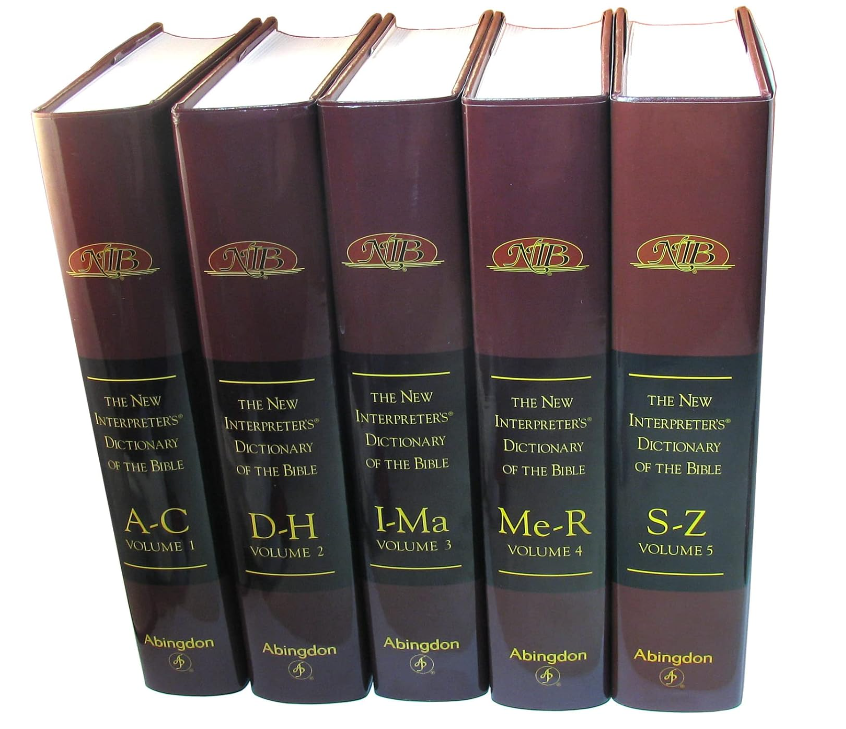 NIB
THE NEW
INTERPRETER'S®
DICTIONARY
OF THE BIBLE
A-C
VOLUME 1
Abingdon
NIB
THE NEW
INTERPRETER'S®
DICTIONARY
OF THE BIBLE
D-H
VOLUME 2
Abingdon
NIB
THE NEW
INTERPRETER'S®
DICTIONARY
OF THE BIBLE
I-Ma
VOLUME 3
Abingdon
NIB
THE NEW
INTERPRETER'S®
DICTIONARY
OF THE BIBLE
Me-R
VOLUME 4
Abingdon
NIB
THE NEW
INTERPRETER'S®
DICTIONARY
OF THE BIBLE
S-Z
VOLUME 5
Abingdon